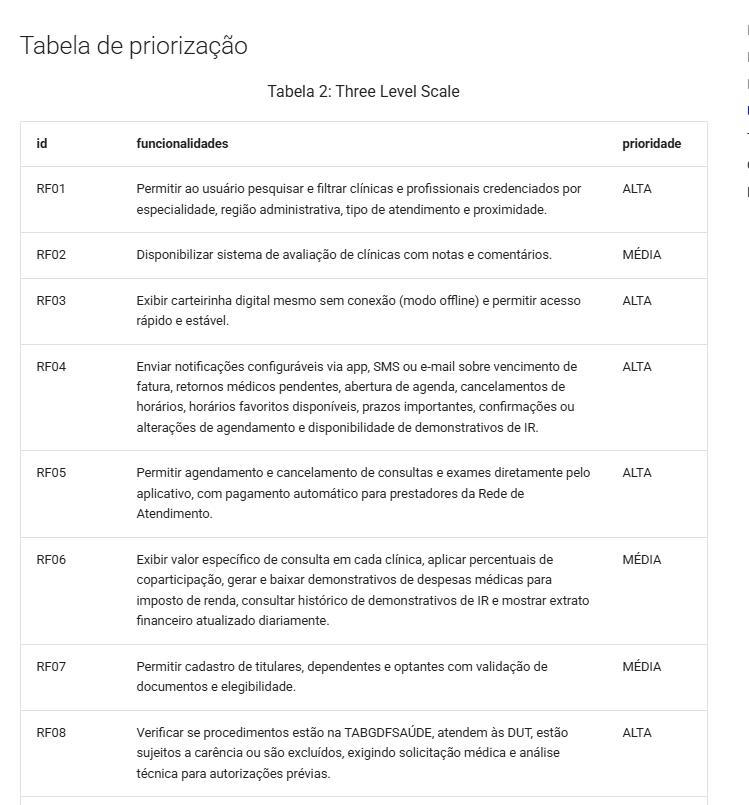 Tabela de priorização
Tabela 2: Three Level Scale
id funcionalidades prioridade
RF01 Permitir ao usuário pesquisar e filtrar clínicas e profissionais credenciados por ALTA
especialidade, região administrativa, tipo de atendimento e proximidade.
RF02 Disponibilizar sistema de avaliação de clínicas com notas e comentários. MÉDIA
RF03 Exibir carteirinha digital mesmo sem conexão (modo offline) e permitir acesso ALTA
rápido e estável.
RF04 Enviar notificações configuráveis via app, SMS ou e-mail sobre vencimento de ALTA
fatura, retornos médicos pendentes, abertura de agenda, cancelamentos de
horários, horários favoritos disponíveis, prazos importantes, confirmações ou
alterações de agendamento e disponibilidade de demonstrativos de IR.
RF05 Permitir agendamento e cancelamento de consultas e exames diretamente pelo ALTA
aplicativo, com pagamento automático para prestadores da Rede de
Atendimento.
RF06 Exibir valor específico de consulta em cada clínica, aplicar percentuais de MÉDIA
coparticipação, gerar e baixar demonstrativos de despesas médicas para
imposto de renda, consultar histórico de demonstrativos de IR e mostrar extrato
financeiro atualizado diariamente.
RF07 Permitir cadastro de titulares, dependentes e optantes com validação de MÉDIA
documentos e elegibilidade.
RF08 Verificar se procedimentos estão na TABGDFSAÚDE, atendem às DUT, estão ALTA
sujeitos a carência ou são excluídos, exigindo solicitação médica e análise
técnica para autorizações prévias.